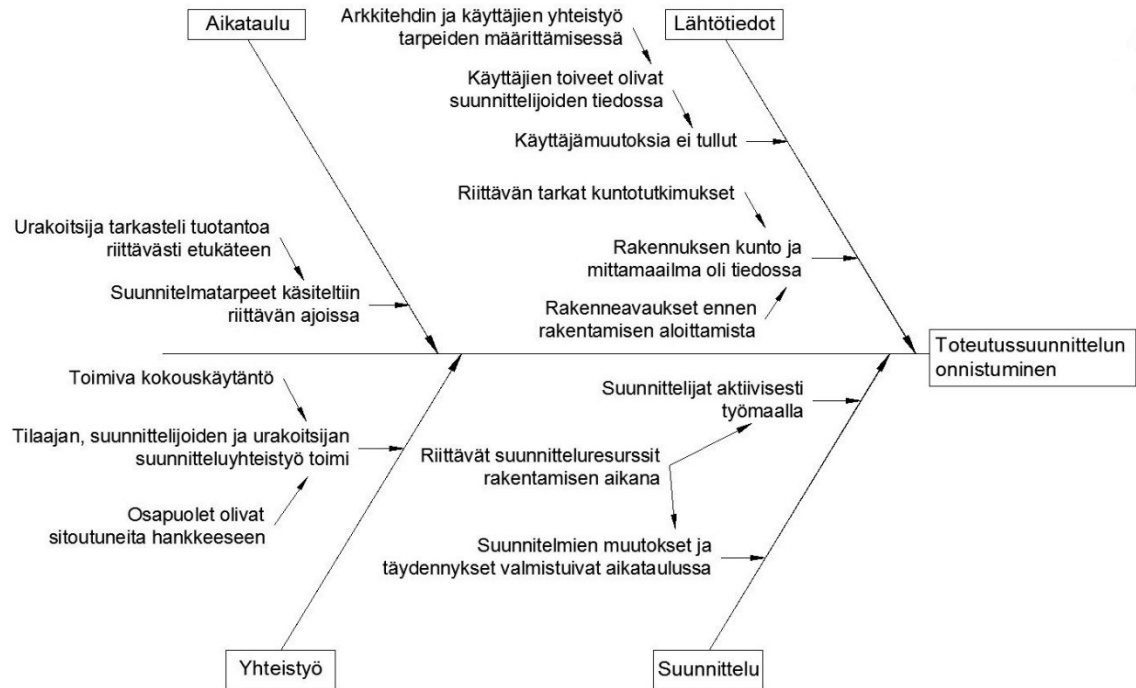 Aikataulu
Arkkitehdin ja käyttäjien yhteistyö
tarpeiden määrittämisessä
Lähtötiedot
Käyttäjien toiveet olivat
suunnittelijoiden tiedossa
Käyttäjämuutoksia ei tullut
Riittävän tarkat kuntotutkimukset
Urakoitsija tarkasteli tuotantoa
riittävästi etukäteen
Rakennuksen kunto ja
mittamaailma oli tiedossa
Suunnitelmatarpeet käsiteltiin
riittävän ajoissa
Rakenneavaukset ennen
rakentamisen aloittamista
Toteutussuunnittelun
onnistuminen
Toimiva kokouskäytäntö
Suunnittelijat aktiivisesti
työmaalla
Tilaajan, suunnittelijoiden ja urakoitsijan
suunnitteluyhteistyö toimi
Riittävät suunnitteluresurssit
rakentamisen aikana
Osapuolet olivat
sitoutuneita hankkeeseen
Suunnitelmien muutokset ja
täydennykset valmistuivat aikataulussa
Yhteistyö
Suunnittelu